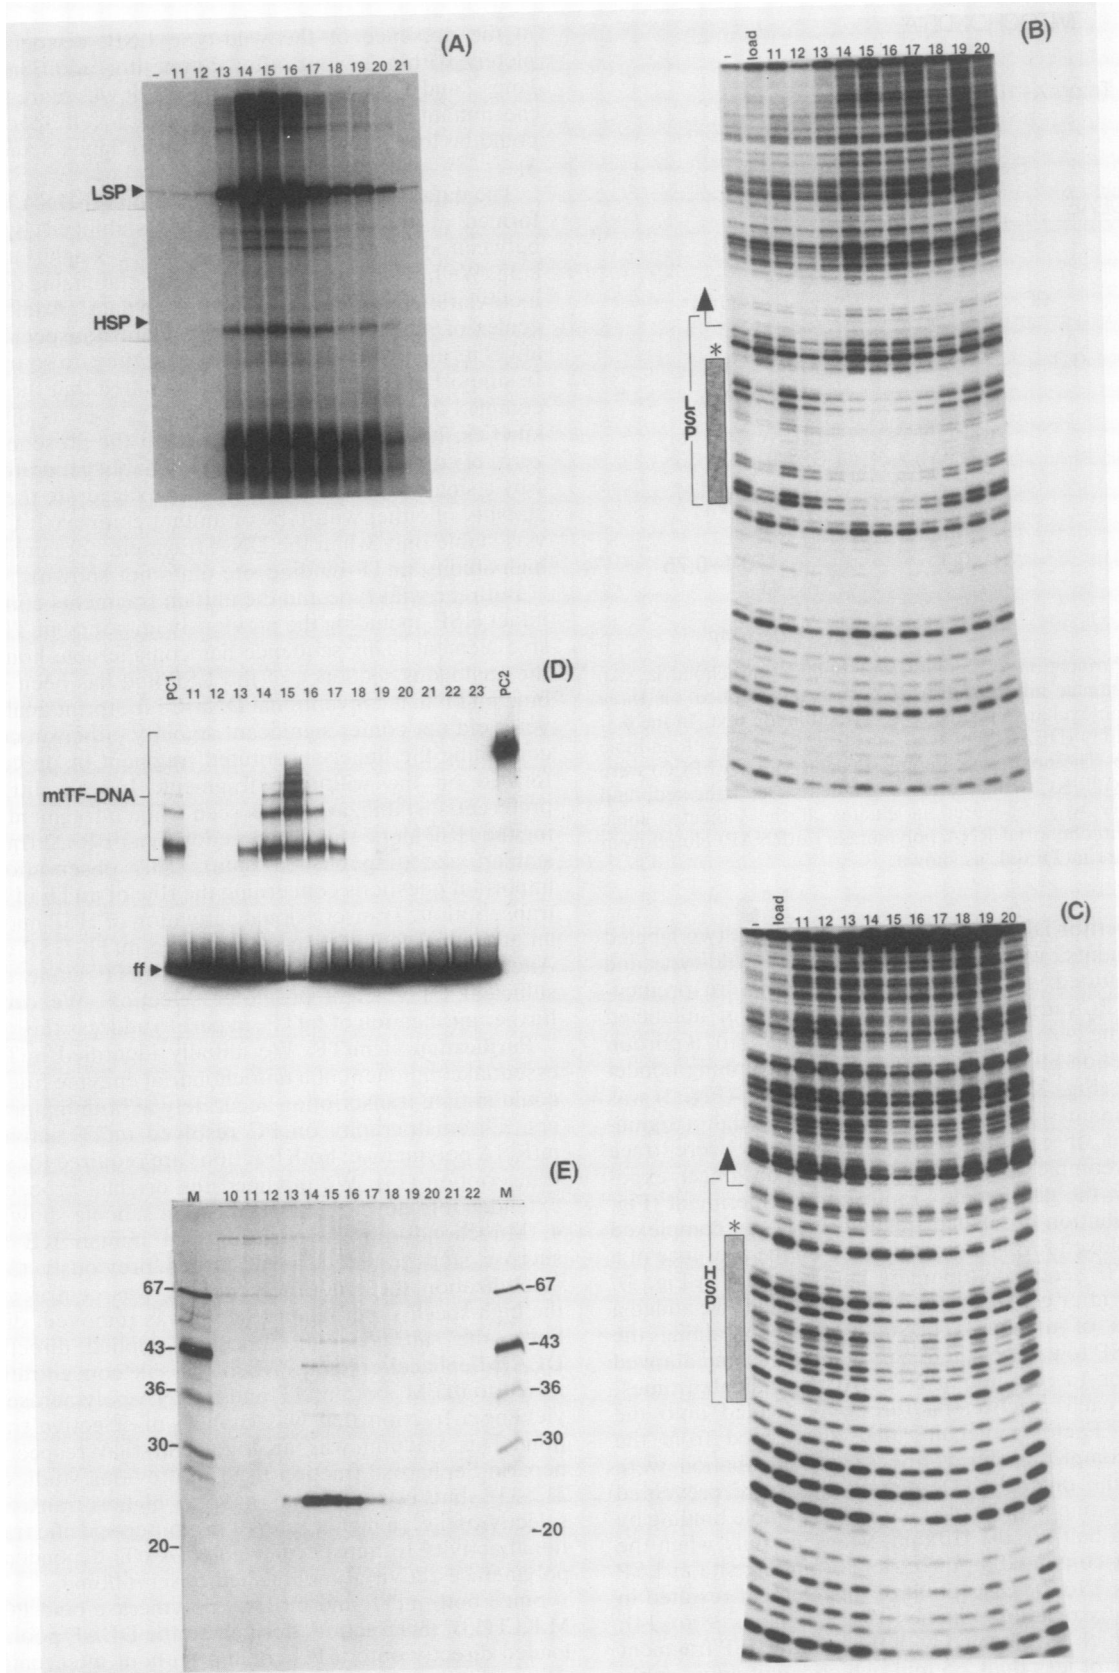 (A)
– 11 12 13 14 15 16 17 18 19 20 21
LSP
HSP
(B)
– load 11 12 13 14 15 16 17 18 19 20
*
LSP
(D)
PC1 11 12 13 14 15 16 17 18 19 20 21 22 23 PC2
mtTF–DNA
ff
(C)
– load 11 12 13 14 15 16 17 18 19 20
*
HSP
(E)
M 10 11 12 13 14 15 16 17 18 19 20 21 22 M
67– –67
43– –43
36– –36
30– –30
–20
20–